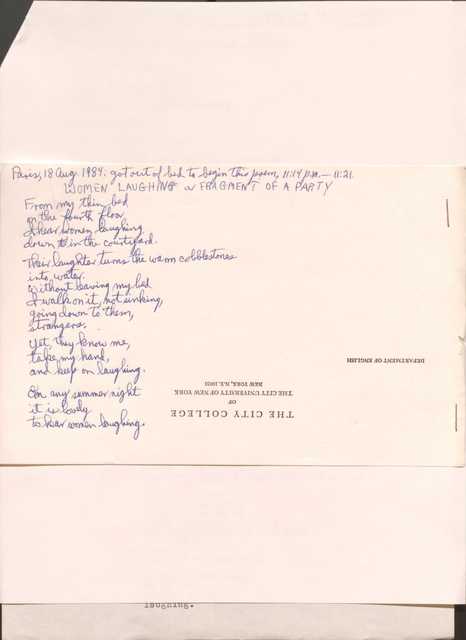 Paris, 18 Aug. 1984: got out of bed to begin this poem, 11:14 p.m. — 11:21.
WOMEN LAUGHING or FRAGMENT OF A PARTY
From my thin bed
on the fourth floor
I hear women laughing
down in the courtyard.
Their laughter turns the warm cobblestones
into water.
Without leaving my bed
I walk on it, not sinking,
going down to them,
strangers.
Yet, they know me,
take my hand,
and keep on laughing.
On any summer night
it is lovely
to hear women laughing.
THE CITY COLLEGE
OF
THE CITY UNIVERSITY OF NEW YORK
NEW YORK, N.Y. 10031
DEPARTMENT OF ENGLISH